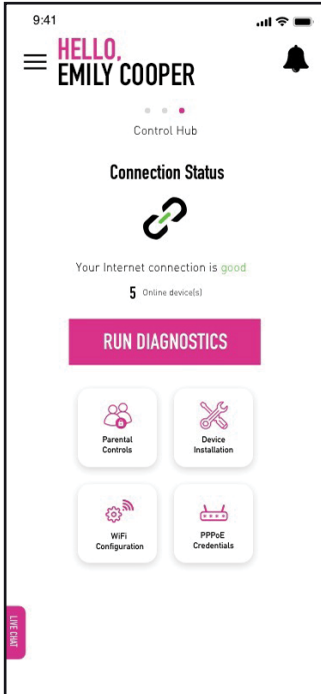 9:41
HELLO,
EMILY COOPER
Control Hub
Connection Status
Your Internet connection is good
5 Online device(s)
RUN DIAGNOSTICS
Parental
Controls
Device
Installation
WiFi
Configuration
PPPoE
Credentials
LIVE CHAT